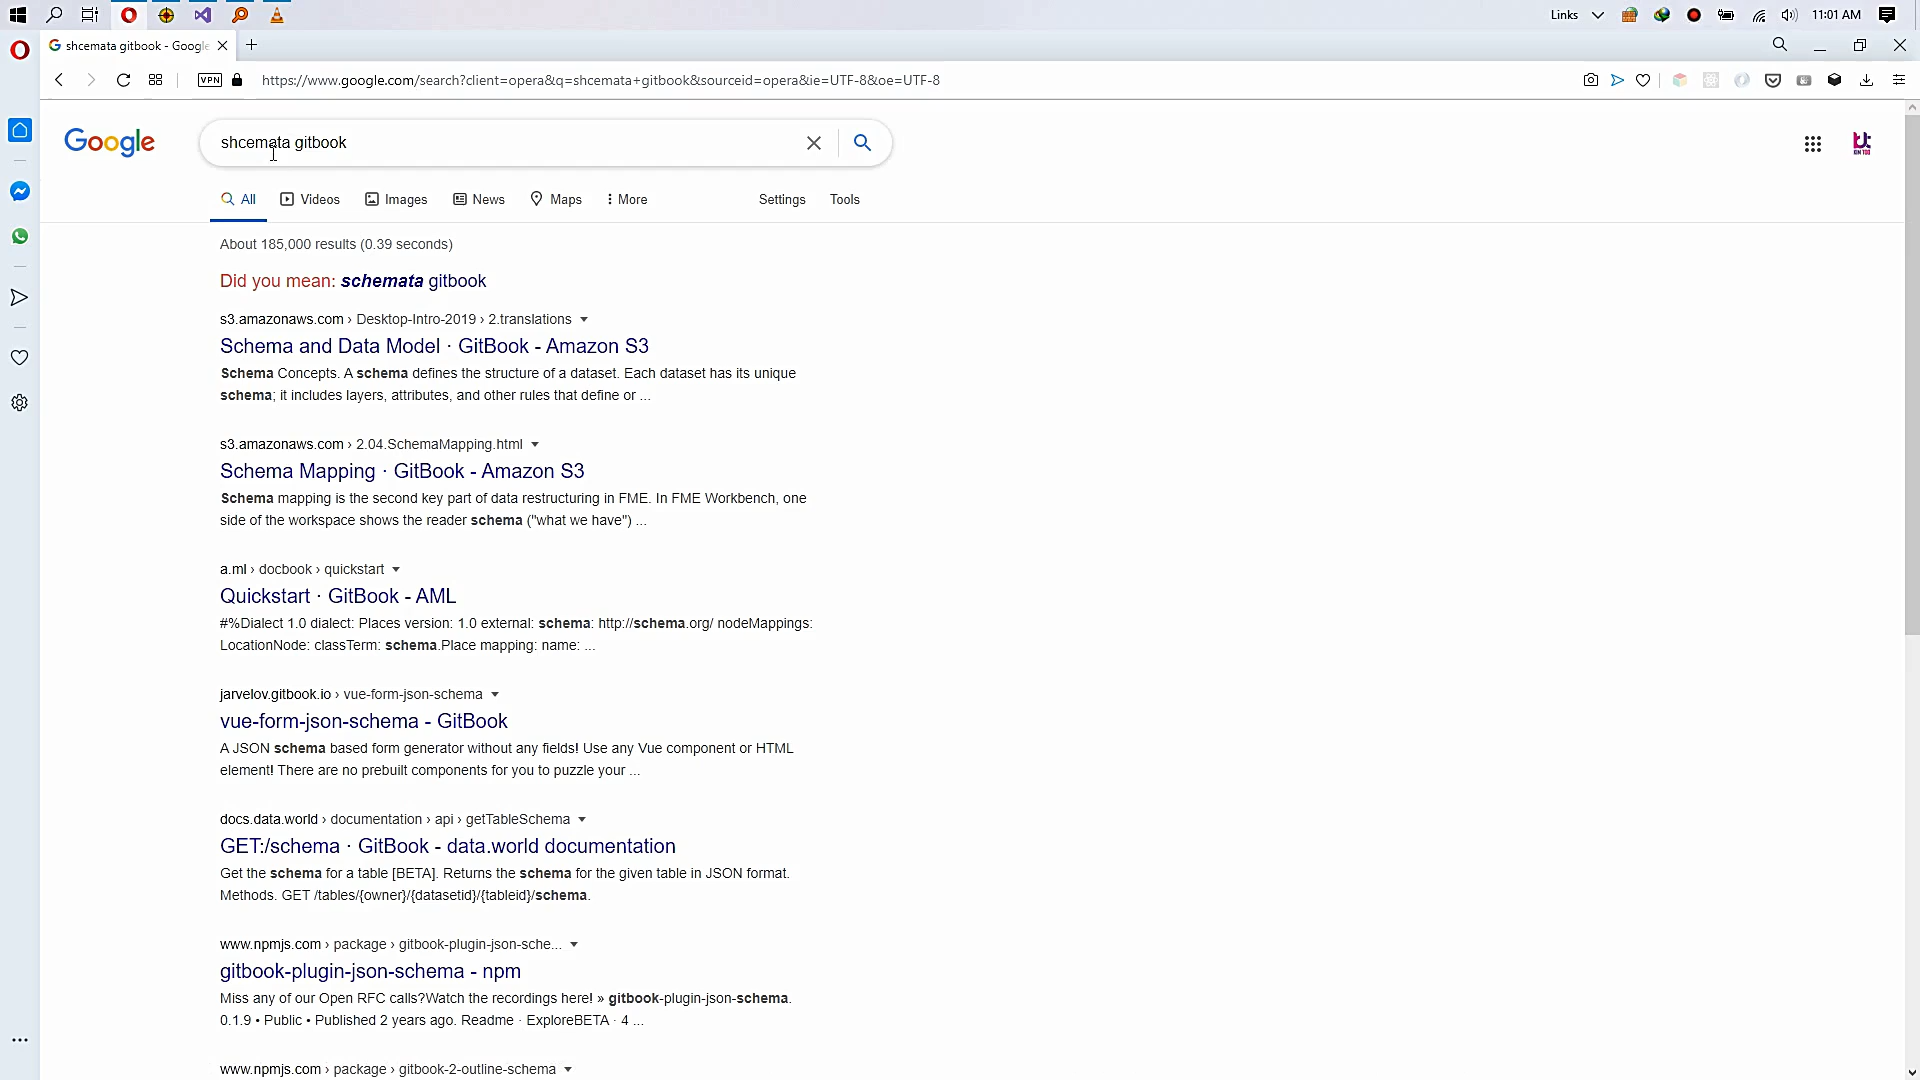 Links
11:01 AM
shcemata gitbook - Google
VPN
https://www.google.com/search?client=opera&q=shcemata+gitbook&sourceid=opera&ie=UTF-8&oe=UTF-8
Google
shcemata gitbook
All
Videos
Images
News
Maps
More
Settings
Tools
About 185,000 results (0.39 seconds)
Did you mean: schemata gitbook
s3.amazonaws.com › Desktop-Intro-2019 › 2.translations
Schema and Data Model · GitBook - Amazon S3
Schema Concepts. A schema defines the structure of a dataset. Each dataset has its unique
schema; it includes layers, attributes, and other rules that define or ...
s3.amazonaws.com › 2.04.SchemaMapping.html
Schema Mapping · GitBook - Amazon S3
Schema mapping is the second key part of data restructuring in FME. In FME Workbench, one
side of the workspace shows the reader schema ("what we have") ...
a.ml › docbook › quickstart
Quickstart · GitBook - AML
#%Dialect 1.0 dialect: Places version: 1.0 external: schema: http://schema.org/ nodeMappings:
LocationNode: classTerm: schema.Place mapping: name: ...
jarvelov.gitbook.io › vue-form-json-schema
vue-form-json-schema - GitBook
A JSON schema based form generator without any fields! Use any Vue component or HTML
element! There are no prebuilt components for you to puzzle your ...
docs.data.world › documentation › api › getTableSchema
GET:/schema · GitBook - data.world documentation
Get the schema for a table [BETA]. Returns the schema for the given table in JSON format.
Methods. GET /tables/{owner}/{datasetid}/{tableid}/schema.
www.npmjs.com › package › gitbook-plugin-json-sche...
gitbook-plugin-json-schema - npm
Miss any of our Open RFC calls?Watch the recordings here! » gitbook-plugin-json-schema.
0.1.9 • Public • Published 2 years ago. Readme · ExploreBETA · 4 ...
www.npmjs.com › package › gitbook-2-outline-schema